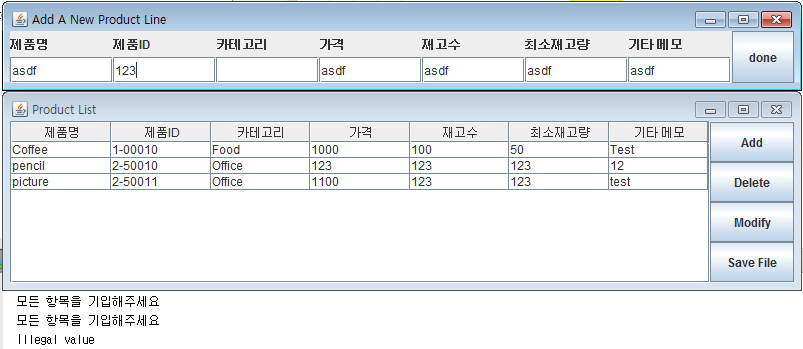 Add A New Product Line
제품명 제품ID 카테고리 가격 재고수 최소재고량 기타메모
asdf 123 asdf asdf asdf asdf
done
Product List
제품명 제품ID 카테고리 가격 재고수 최소재고량 기타메모
Coffee 1-00010 Food 1000 100 50 Test
pencil 2-50010 Office 123 123 123 12
picture 2-50011 Office 1100 123 123 test
Add
Delete
Modify
Save File
모든 항목을 기입해주세요
모든 항목을 기입해주세요
Illegal value